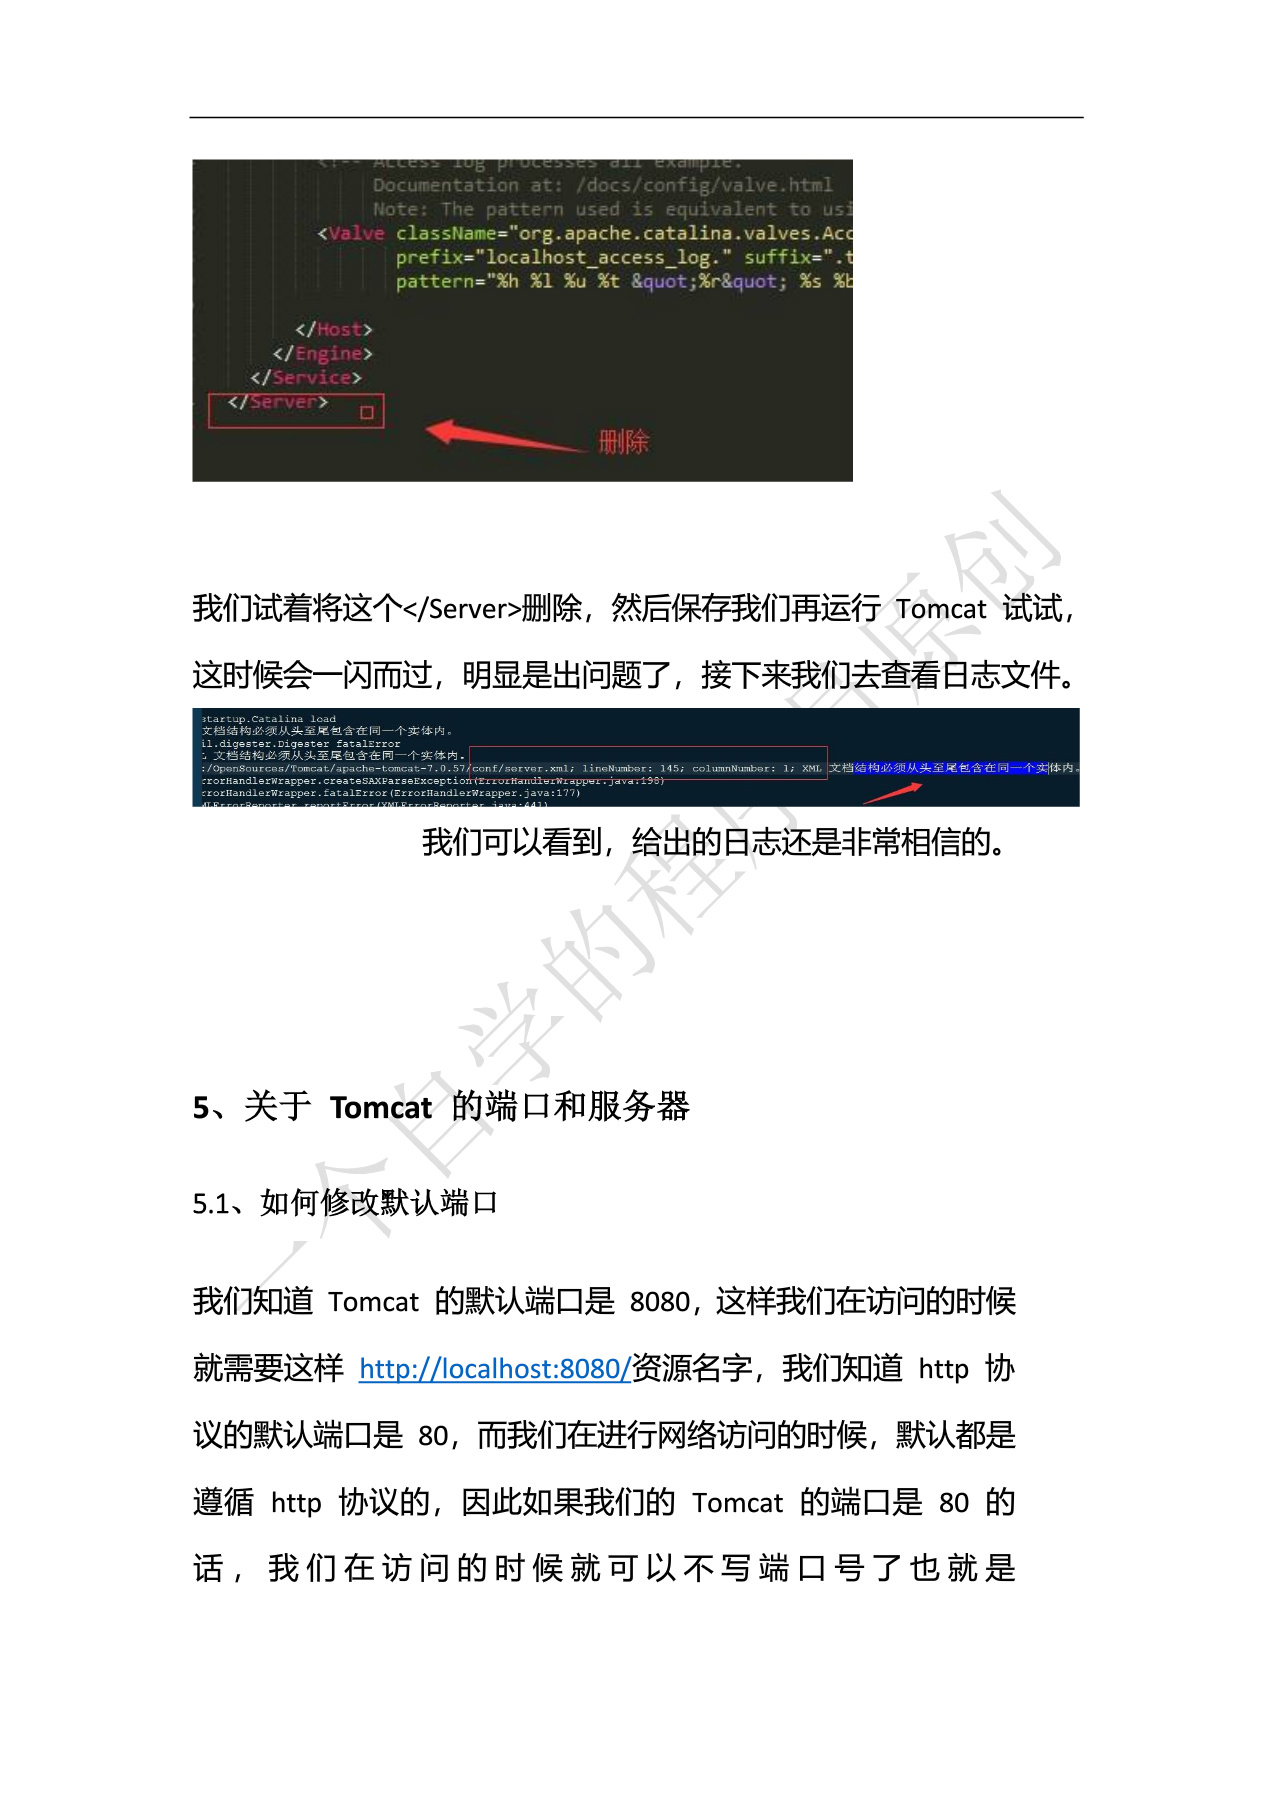 <!-- Access log processes all example.
Documentation at: /docs/config/valve.html
Note: The pattern used is equivalent to usi
<Valve className="org.apache.catalina.valves.Acc
prefix="localhost_access_log." suffix=".t
pattern="%h %l %u %t &quot;%r&quot; %s %b
</Host>
</Engine>
</Service>
</Server>
删除
我们试着将这个</Server>删除，然后保存我们再运行 Tomcat 试试，
这时候会一闪而过，明显是出问题了，接下来我们去查看日志文件。
startup.Catalina load
文档结构必须从头至尾包含在同一个实体内。
il.digester.Digester fatalError
文档结构必须从头至尾包含在同一个实体内.
:/OpenSources/Tomcat/apache-tomcat-7.0.57/conf/server.xml; lineNumber: 145; columnNumber: 1; XML 文档结构必须从头至尾包含在同一个实体内。
rrorHandlerWrapper.createSAXParseException(ErrorHandlerWrapper.java:198)
rrorHandlerWrapper.fatalError(ErrorHandlerWrapper.java:177)
MLErrorReporter.reportError(XMLErrorReporter.java:441)
我们可以看到，给出的日志还是非常相信的。
5、关于 Tomcat 的端口和服务器
5.1、如何修改默认端口
我们知道 Tomcat 的默认端口是 8080，这样我们在访问的时候
就需要这样 http://localhost:8080/资源名字，我们知道 http 协
议的默认端口是 80，而我们在进行网络访问的时候，默认都是
遵循 http 协议的，因此如果我们的 Tomcat 的端口是 80 的
话，我们在访问的时候就可以不写端口号了也就是
一个自学的程序员原创